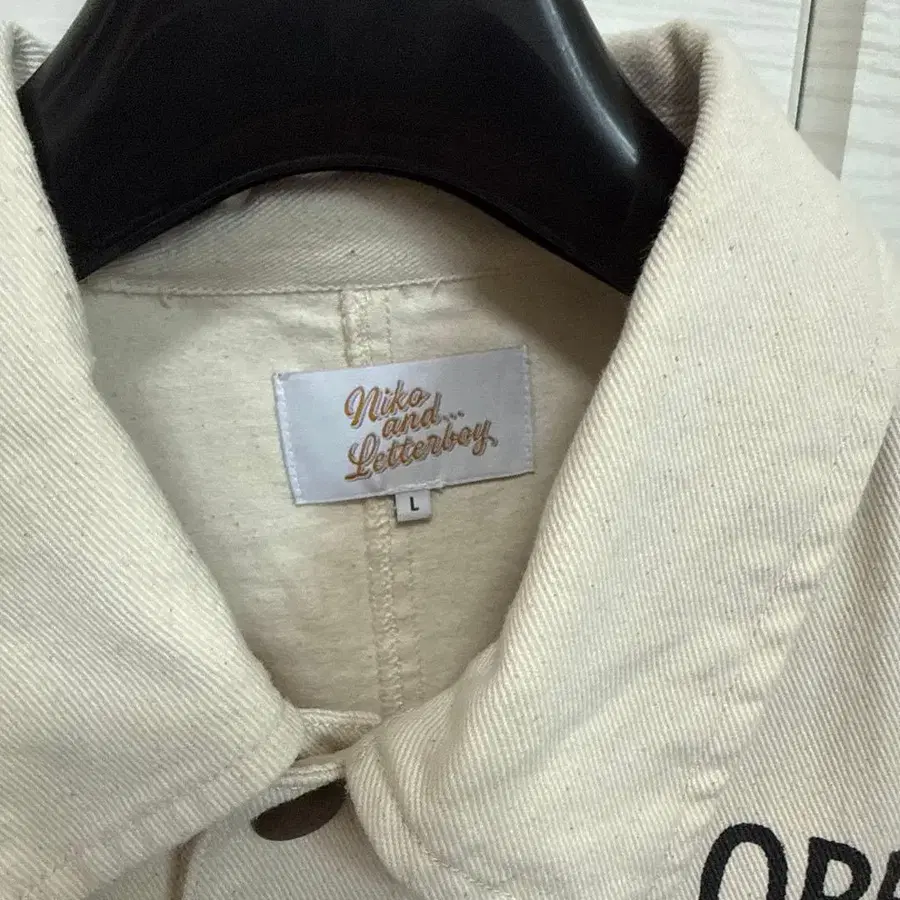 Niko
and...
Letterboy.
L